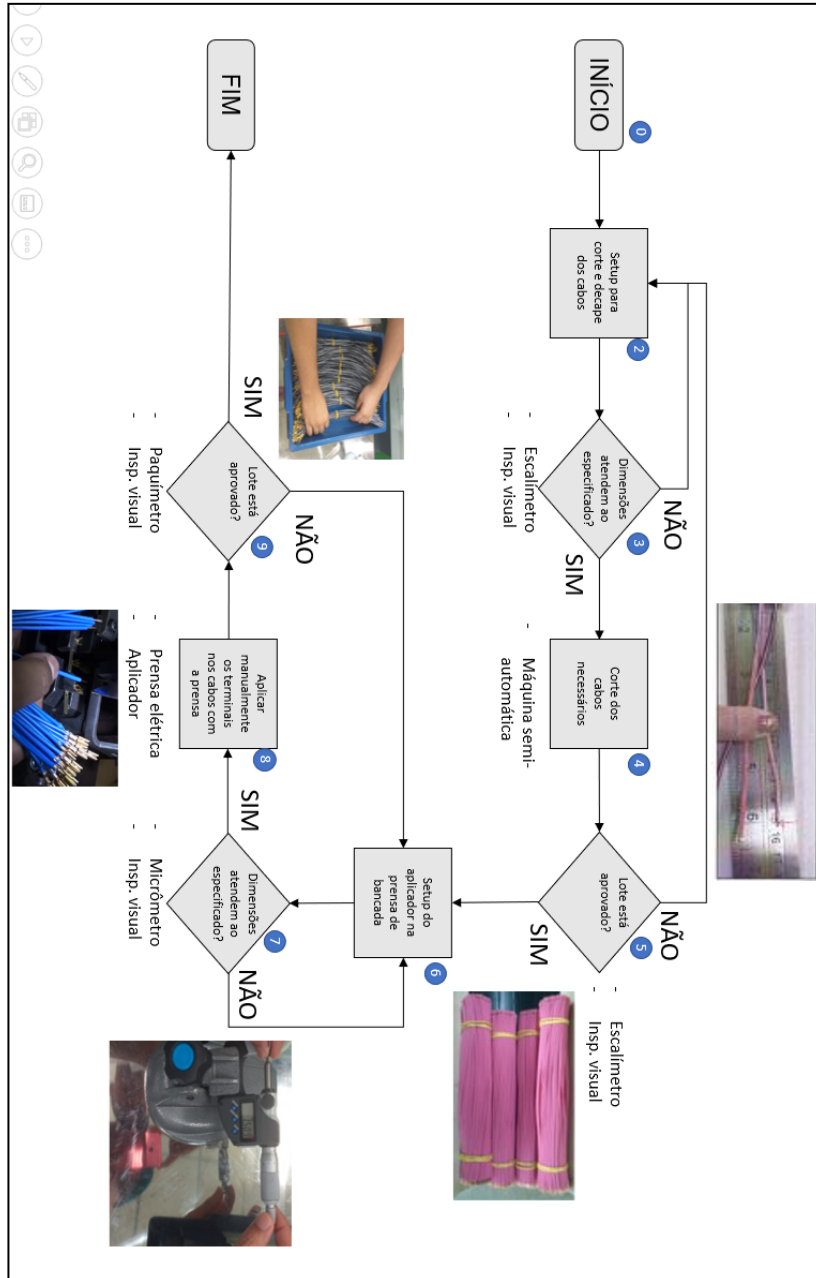 INÍCIO
0
Setup para
corte e decape
dos cabos
2
Dimensões
atendem ao
especificado?
3
NÃO
SIM
- Escalímetro
- Insp. visual
Corte dos
cabos
necessários
4
- Máquina semi-
automática
Lote está
aprovado?
5
NÃO
SIM
- Escalímetro
- Insp. visual
Setup do
aplicador na
prensa de
bancada
6
Dimensões
atendem ao
especificado?
7
NÃO
SIM
- Micrômetro
- Insp. visual
Aplicar
manualmente
os terminais
nos cabos com
a prensa
8
- Prensa elétrica
- Aplicador
Lote está
aprovado?
9
NÃO
SIM
- Paquímetro
- Insp. visual
FIM